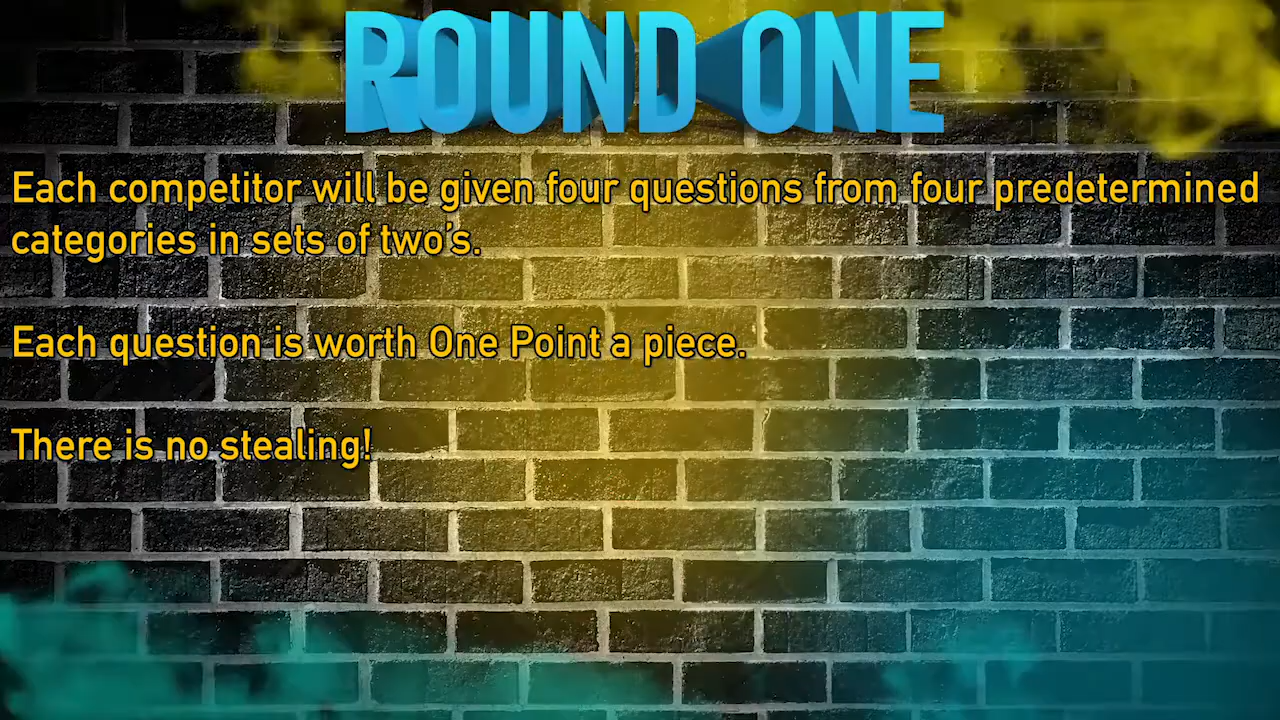 ROUND ONE
Each competitor will be given four questions from four predetermined
categories in sets of two's.
Each question is worth One Point a piece.
There is no stealing!